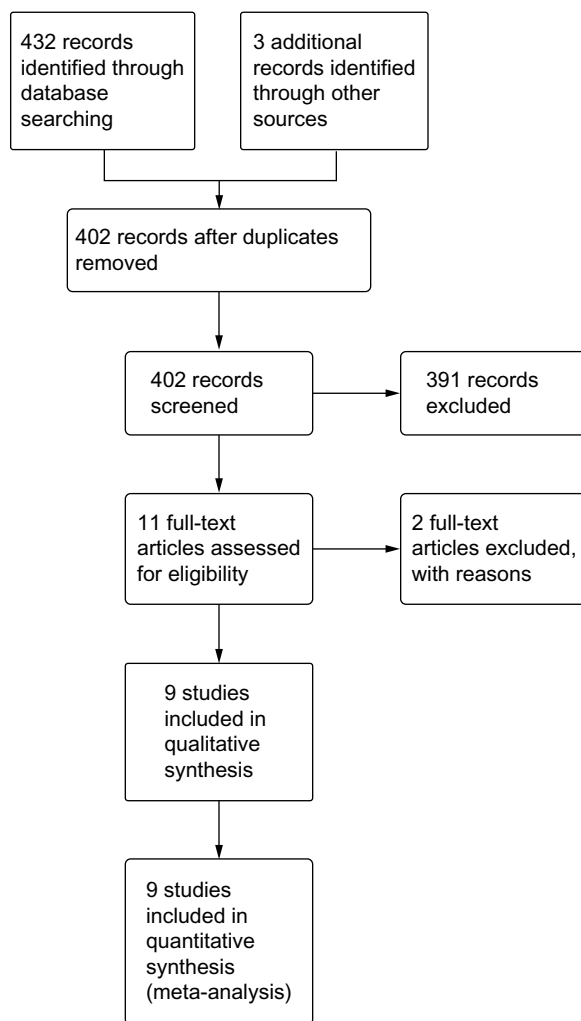 432 records
identified through
database
searching
3 additional
records identified
through other
sources
402 records after duplicates
removed
402 records
screened
391 records
excluded
11 full-text
articles assessed
for eligibility
2 full-text
articles excluded,
with reasons
9 studies
included in
qualitative
synthesis
9 studies
included in
quantitative
synthesis
(meta-analysis)